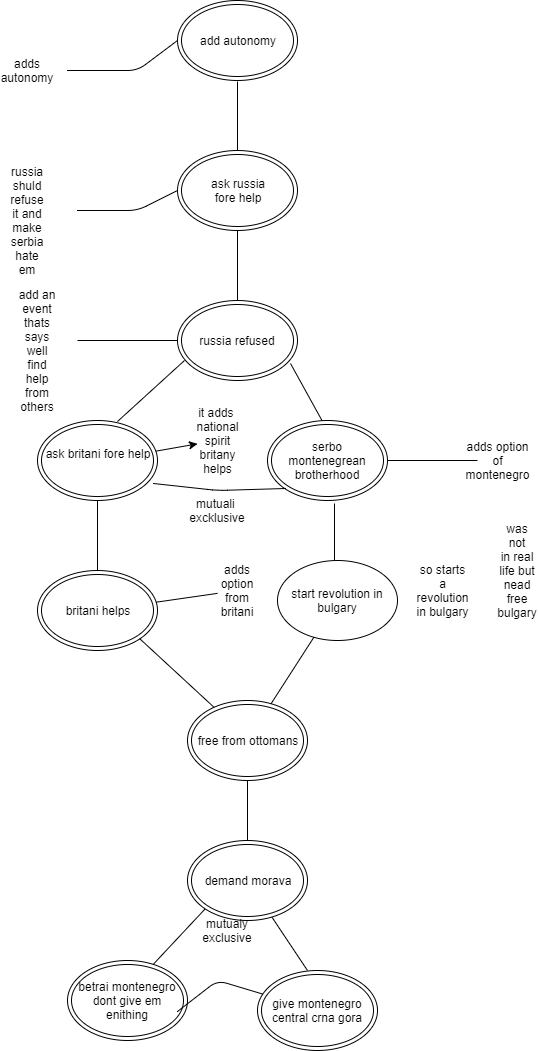 add autonomy
adds
autonomy
russia
shuld
refuse
it and
make
serbia
hate
em
ask russia
fore help
add an
event
thats
says
well
find
help
from
others
russia refused
ask britani fore help
it adds
national
spirit
britany
helps
serbo
montenegrean
brotherhood
adds option
of
montenegro
mutuali
excklusive
britani helps
adds
option
from
britani
start revolution in
bulgary
so starts
a
revolution
in bulgary
was
not
in real
life but
nead
free
bulgary
free from ottomans
demand morava
mutualy
exclusive
betrai montenegro
dont give em
enithing
give montenegro
central crna gora